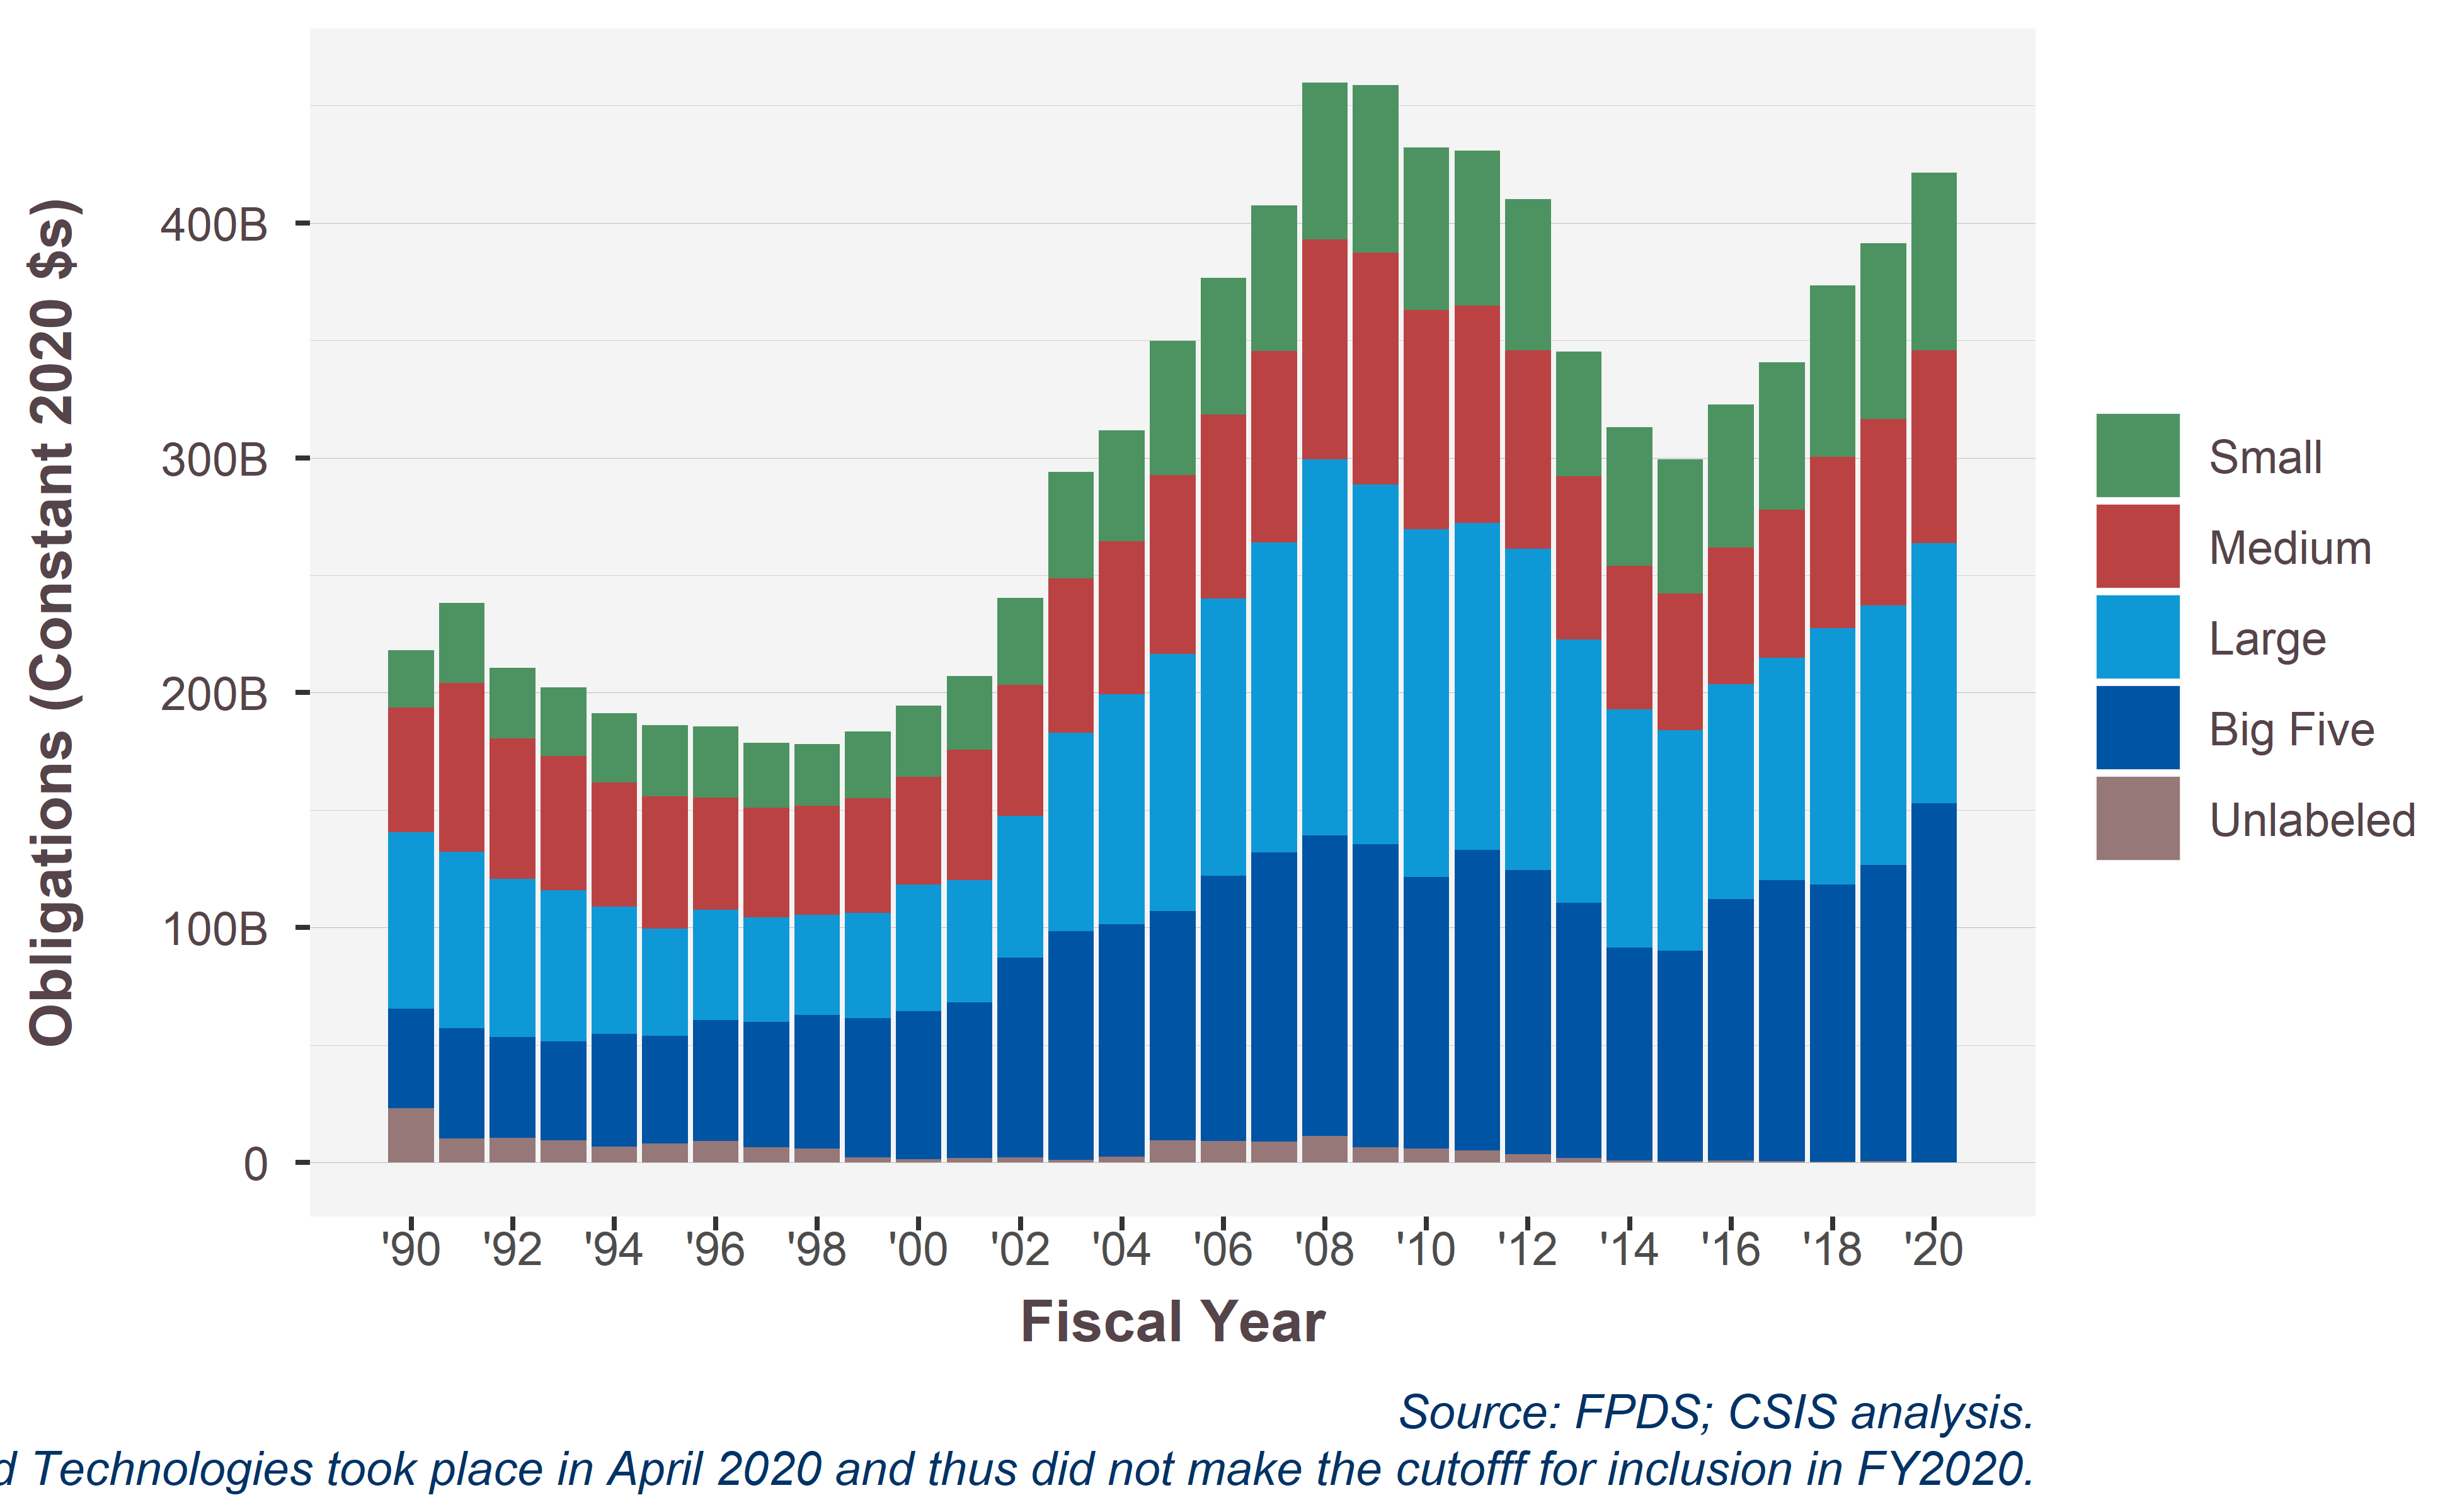 Obligations (Constant 2020 $s)
400B
300B
200B
100B
0
'90 '92 '94 '96 '98 '00 '02 '04 '06 '08 '10 '12 '14 '16 '18 '20
Fiscal Year
Small
Medium
Large
Big Five
Unlabeled
Source: FPDS; CSIS analysis.
Technologies took place in April 2020 and thus did not make the cutofff for inclusion in FY2020.